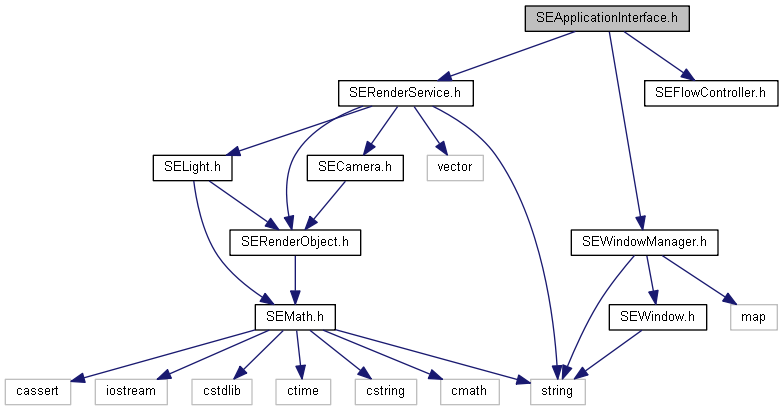 SEApplicationInterface.h
SERenderService.h
SEFlowController.h
SELight.h
SECamera.h
vector
SERenderObject.h
SEWindowManager.h
SEMath.h
SEWindow.h
map
cassert
iostream
cstdlib
ctime
cstring
cmath
string